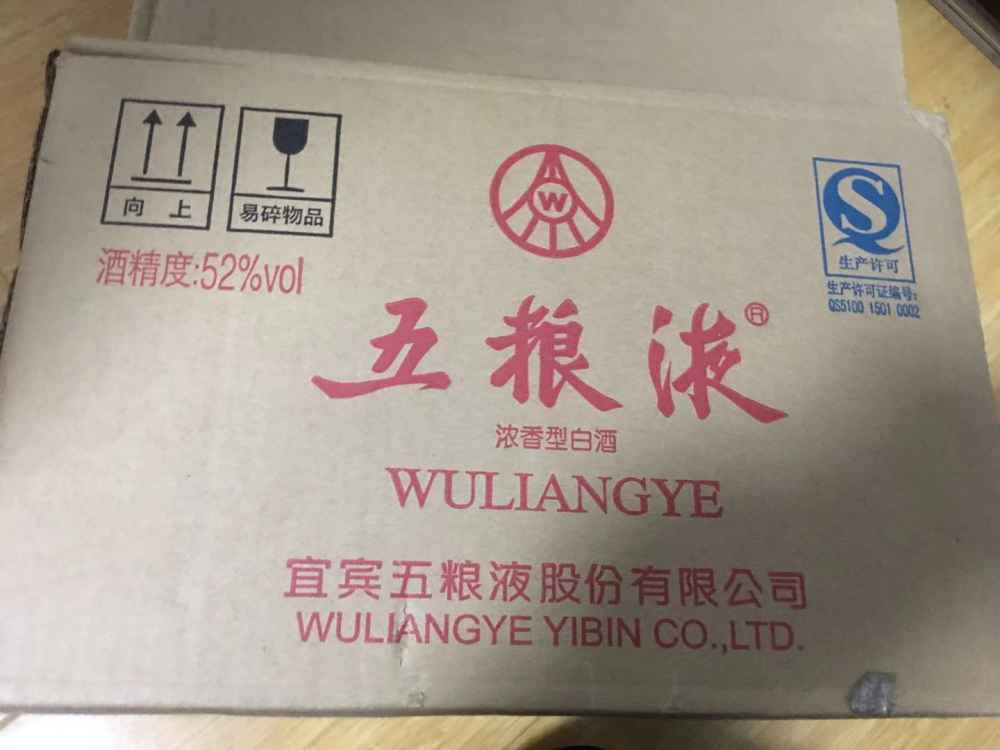 向 上
易碎物品
酒精度:52%vol
W
S
生产许可
生产许可证编号:
QS5100 1501 0002
五粮液®
浓香型白酒
WULIANGYE
宜宾五粮液股份有限公司
WULIANGYE YIBIN CO.,LTD.